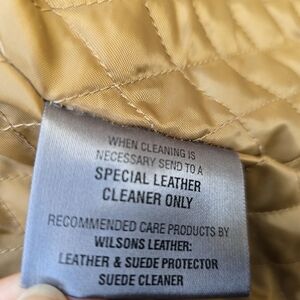 WHEN CLEANING IS
NECESSARY SEND TO A
SPECIAL LEATHER
CLEANER ONLY
RECOMMENDED CARE PRODUCTS BY
WILSONS LEATHER:
LEATHER & SUEDE PROTECTOR
SUEDE CLEANER